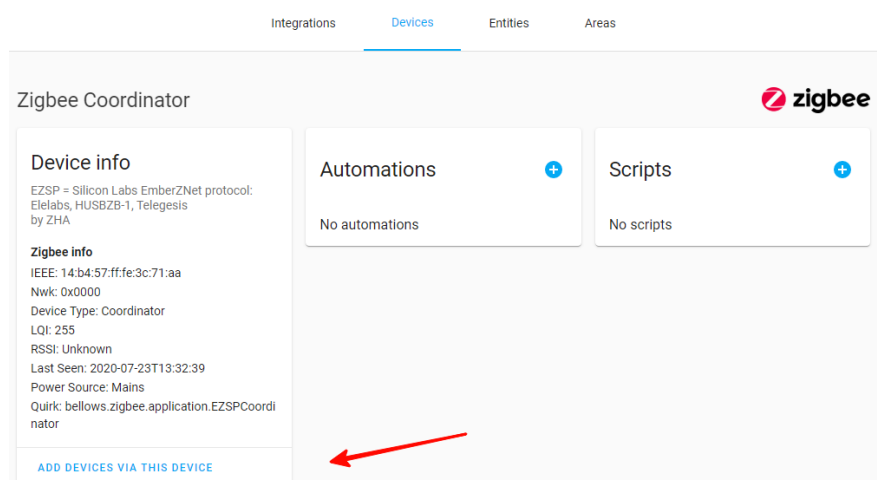 Integrations
Devices
Entities
Areas
Zigbee Coordinator
zigbee
Device info
EZSP = Silicon Labs EmberZNet protocol:
Elelabs, HUSBZB-1, Telegesis
by ZHA
Zigbee info
IEEE: 14:b4:57:ff:fe:3c:71:aa
Nwk: 0x0000
Device Type: Coordinator
LQI: 255
RSSI: Unknown
Last Seen: 2020-07-23T13:32:39
Power Source: Mains
Quirk: bellows.zigbee.application.EZSPCoordi
nator
ADD DEVICES VIA THIS DEVICE
Automations
No automations
Scripts
No scripts